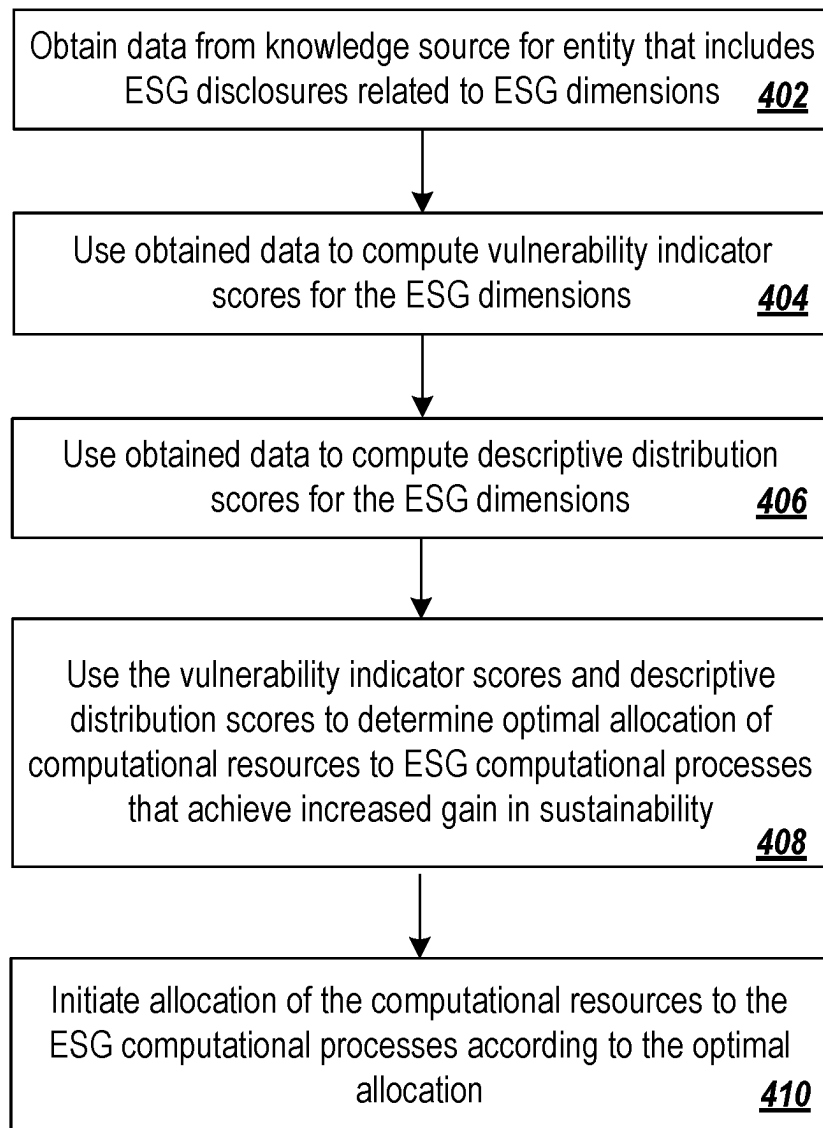 Obtain data from knowledge source for entity that includes
ESG disclosures related to ESG dimensions 402
Use obtained data to compute vulnerability indicator
scores for the ESG dimensions 404
Use obtained data to compute descriptive distribution
scores for the ESG dimensions 406
Use the vulnerability indicator scores and descriptive
distribution scores to determine optimal allocation of
computational resources to ESG computational processes
that achieve increased gain in sustainability
408
Initiate allocation of the computational resources to the
ESG computational processes according to the optimal
allocation 410